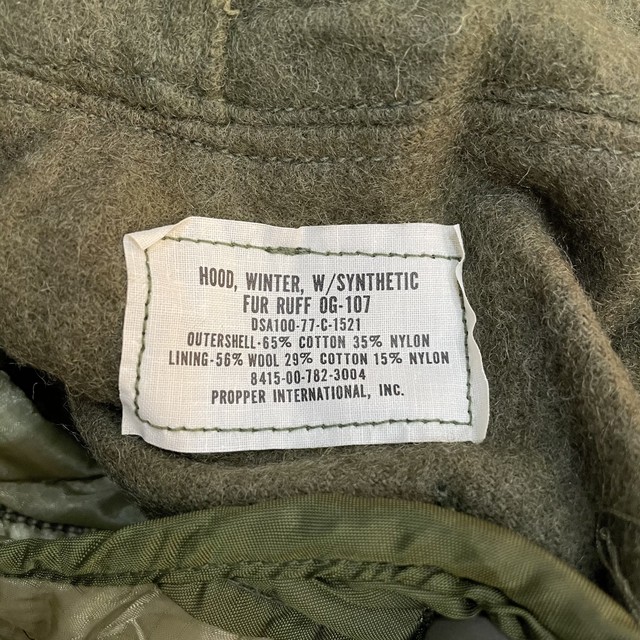 HOOD, WINTER, W/SYNTHETIC
FUR RUFF OG-107
DSA100-77-C-1521
OUTERSHELL-65% COTTON 35% NYLON
LINING-56% WOOL 29% COTTON 15% NYLON
8415-00-782-3004
PROPPER INTERNATIONAL, INC.